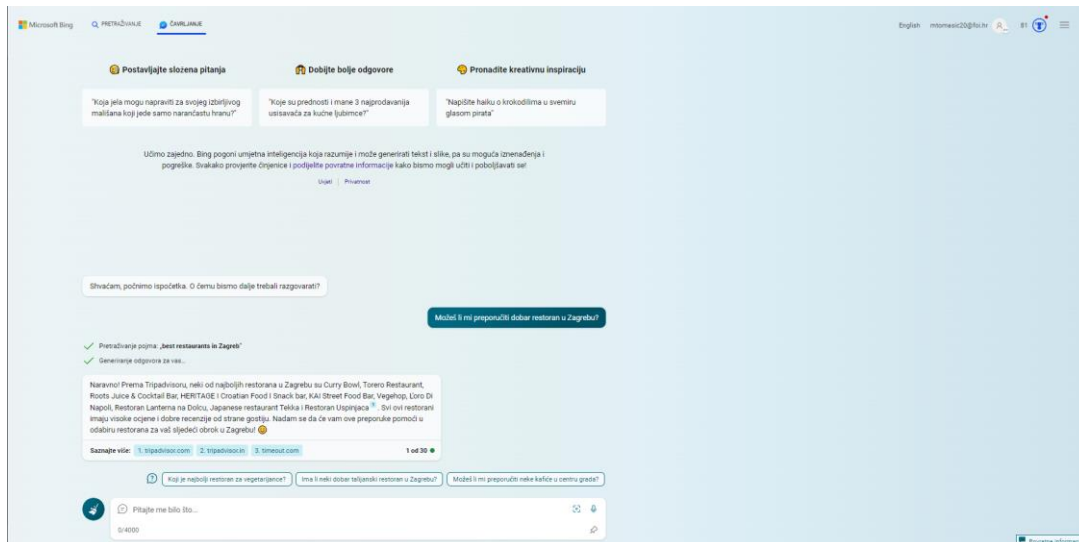 Microsoft Bing PRETRAŽIVANJE ČAVRLJANJE English mtomasic20@foi.hr 81
Postavljajte složena pitanja Dobijte bolje odgovore Pronađite kreativnu inspiraciju
"Koja jela mogu napraviti za svojeg izbirljivog "Koje su prednosti i mane 3 najprodavanija "Napišite haiku o krokodilima u svemiru
mališana koji jede samo narančastu hranu?" usisavača za kućne ljubimce?" glasom pirata"
Učimo zajedno. Bing pogoni umjetna inteligencija koja razumije i može generirati tekst i slike, pa su moguća iznenađenja i
pogreške. Svakako provjerite činjenice i podijelite povratne informacije kako bismo mogli učiti i poboljšavati se!
Uvjeti Privatnost
Shvaćam, počnimo ispočetka. O čemu bismo dalje trebali razgovarati?
Možeš li mi preporučiti dobar restoran u Zagrebu?
Pretraživanje pojma: „best restaurants in Zagreb"
Generiranje odgovora za vas...
Naravno! Prema Tripadvisoru, neki od najboljih restorana u Zagrebu su Curry Bowl, Torero Restaurant,
Roots Juice & Cocktail Bar, HERITAGE I Croatian Food I Snack bar, KAI Street Food Bar, Vegehop, L'oro Di
Napoli, Restoran Lanterna na Dolcu, Japanese restaurant Tekka i Restoran Uspinjaca. Svi ovi restorani
imaju visoke ocjene i dobre recenzije od strane gostiju. Nadam se da će vam ove preporuke pomoći u
odabiru restorana za vaš sljedeći obrok u Zagrebu!
Saznajte više: 1. tripadvisor.com 2. tripadvisor.in 3. timeout.com 1 od 30
Koji je najbolji restoran za vegetarijance? Ima li neki dobar talijanski restoran u Zagrebu? Možeš li mi preporučiti neke kafiće u centru grada?
Pitajte me bilo što...
0/4000
Povratne informac